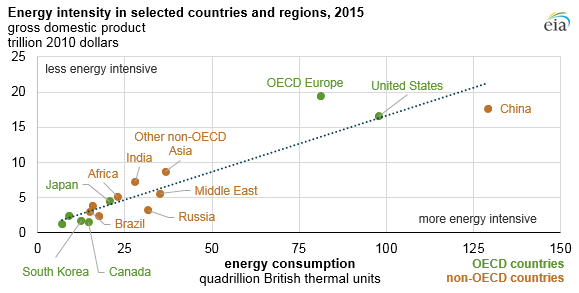 Energy intensity in selected countries and regions, 2015
gross domestic product
trillion 2010 dollars
eia
25
20
15
10
5
0
less energy intensive
OECD Europe
United States
China
Other non-OECD
Asia
India
Africa
Japan
Middle East
Russia
Brazil
South Korea
Canada
more energy intensive
0 25 50 75 100 125 150
energy consumption
quadrillion British thermal units
OECD countries
non-OECD countries